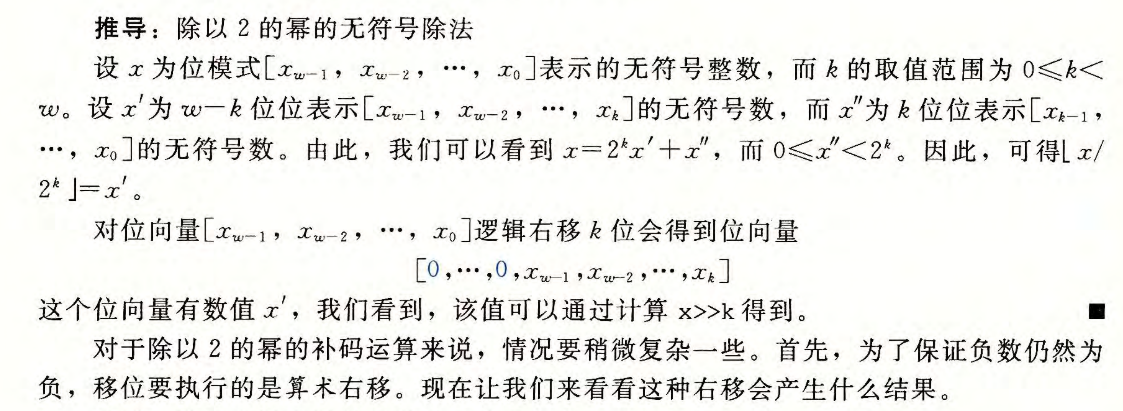 推导：除以 2 的幂的无符号除法
设 x 为位模式[x_{w-1}，x_{w-2}，…，x_0]表示的无符号整数，而 k 的取值范围为 0≤k<
w。设 x′为 w-k 位位表示[x_{w-1}，x_{w-2}，…，x_k]的无符号数，而 x″为 k 位位表示[x_{k-1}，
…，x_0]的无符号数。由此，我们可以看到 x=2^k x′+x″，而 0≤x″<2^k。因此，可得⌊x/
2^k⌋=x′。
对位向量[x_{w-1}，x_{w-2}，…，x_0]逻辑右移 k 位会得到位向量
[0,…,0,x_{w-1},x_{w-2},…,x_k]
这个位向量有数值 x′，我们看到，该值可以通过计算 x>>k 得到。 ■
对于除以 2 的幂的补码运算来说，情况要稍微复杂一些。首先，为了保证负数仍然为
负，移位要执行的是算术右移。现在让我们来看看这种右移会产生什么结果。